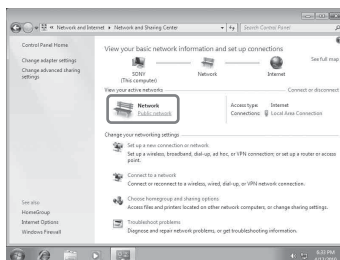 « Network and Internet ▸ Network and Sharing Center
Search Control Panel
Control Panel Home
Change adapter settings
Change advanced sharing
settings
View your basic network information and set up connections
See full map
SONY
(This computer)
Network
Internet
View your active networks
Connect or disconnect
Network
Public network
Access type: Internet
Connections: Local Area Connection
Change your networking settings
Set up a new connection or network
Set up a wireless, broadband, dial-up, ad hoc, or VPN connection; or set up a router or access
point.
Connect to a network
Connect or reconnect to a wireless, wired, dial-up, or VPN network connection.
Choose homegroup and sharing options
Access files and printers located on other network computers, or change sharing settings.
Troubleshoot problems
Diagnose and repair network problems, or get troubleshooting information.
See also
HomeGroup
Internet Options
Windows Firewall